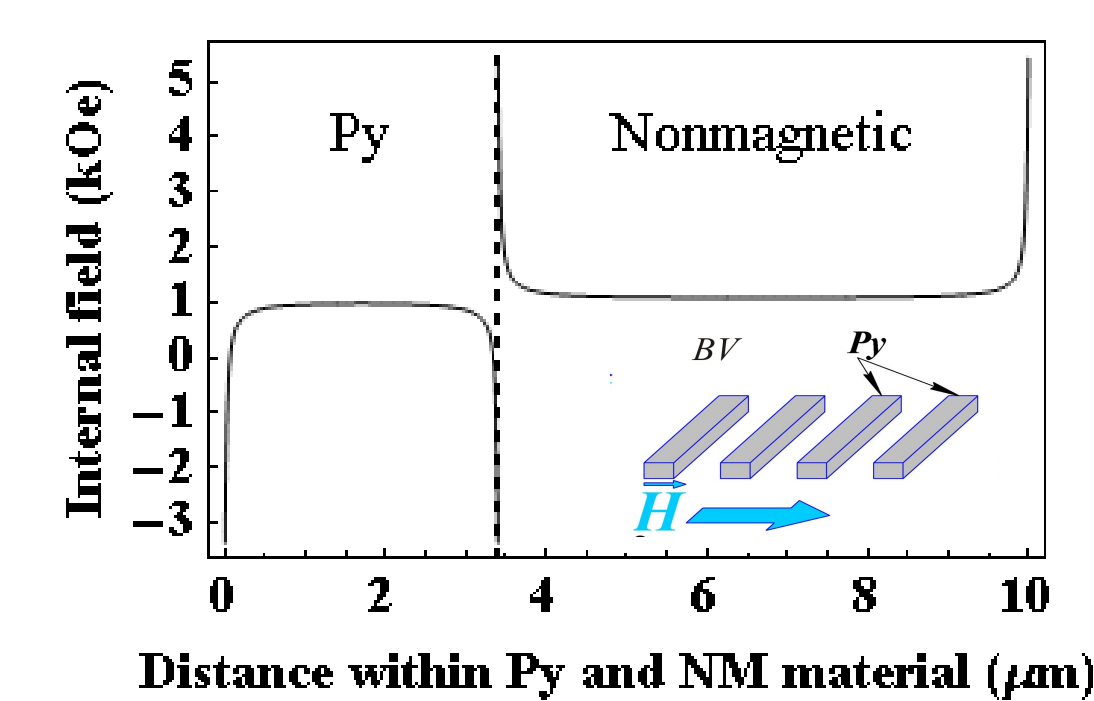 Internal field (kOe)
5
4
3
2
1
0
−1
−2
−3
Py
Nonmagnetic
BV
Py
H
0 2 4 6 8 10
Distance within Py and NM material (μm)